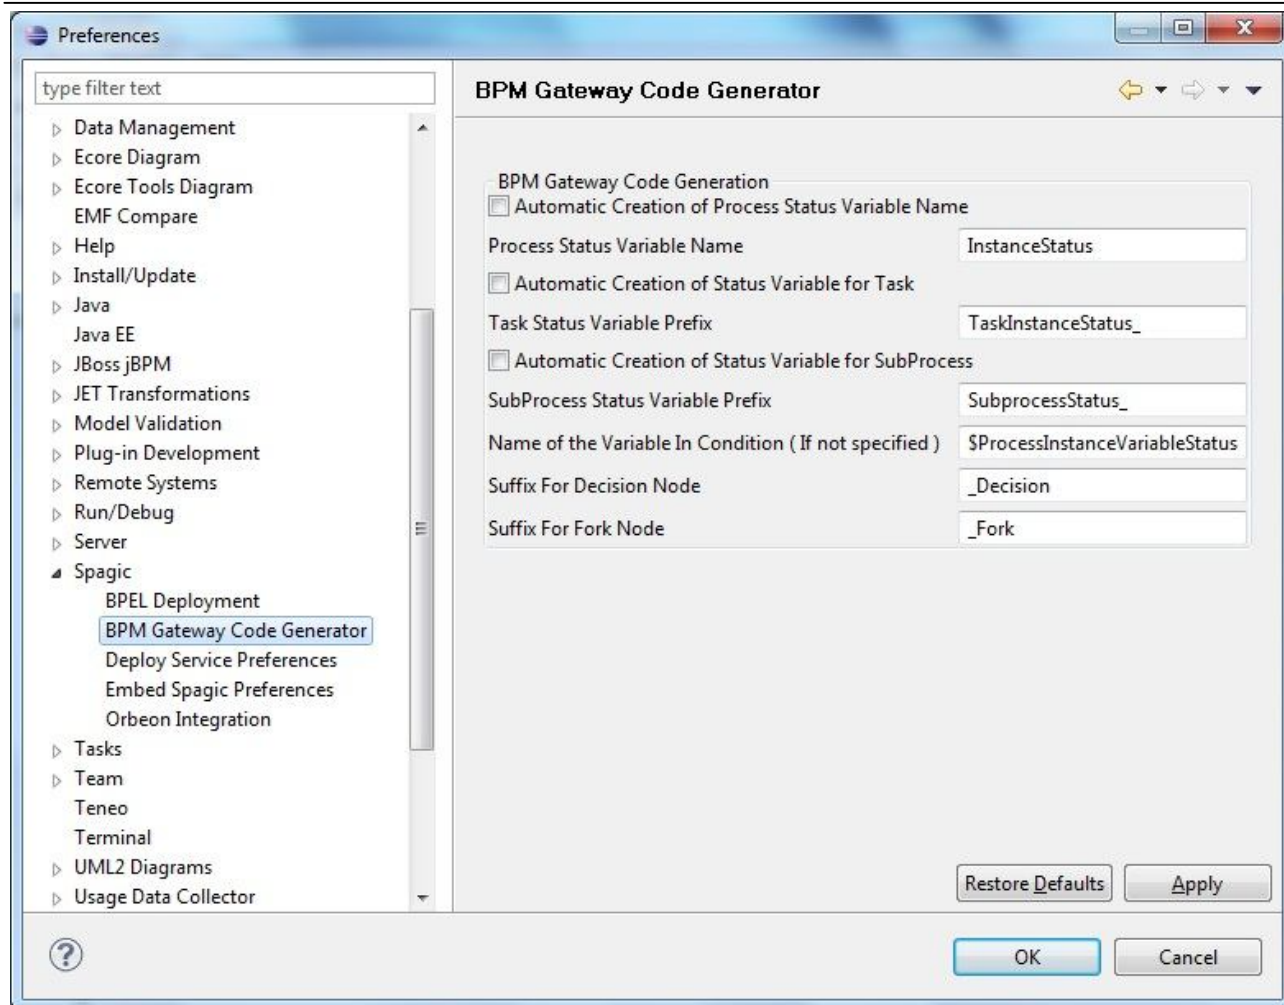 Preferences
type filter text
Data Management
Ecore Diagram
Ecore Tools Diagram
EMF Compare
Help
Install/Update
Java
Java EE
JBoss jBPM
JET Transformations
Model Validation
Plug-in Development
Remote Systems
Run/Debug
Server
Spagic
BPEL Deployment
BPM Gateway Code Generator
Deploy Service Preferences
Embed Spagic Preferences
Orbeon Integration
Tasks
Team
Teneo
Terminal
UML2 Diagrams
Usage Data Collector
BPM Gateway Code Generator
BPM Gateway Code Generation
Automatic Creation of Process Status Variable Name
Process Status Variable Name InstanceStatus
Automatic Creation of Status Variable for Task
Task Status Variable Prefix TaskInstanceStatus_
Automatic Creation of Status Variable for SubProcess
SubProcess Status Variable Prefix SubprocessStatus_
Name of the Variable In Condition ( If not specified ) $ProcessInstanceVariableStatus
Suffix For Decision Node _Decision
Suffix For Fork Node _Fork
Restore Defaults Apply
? OK Cancel